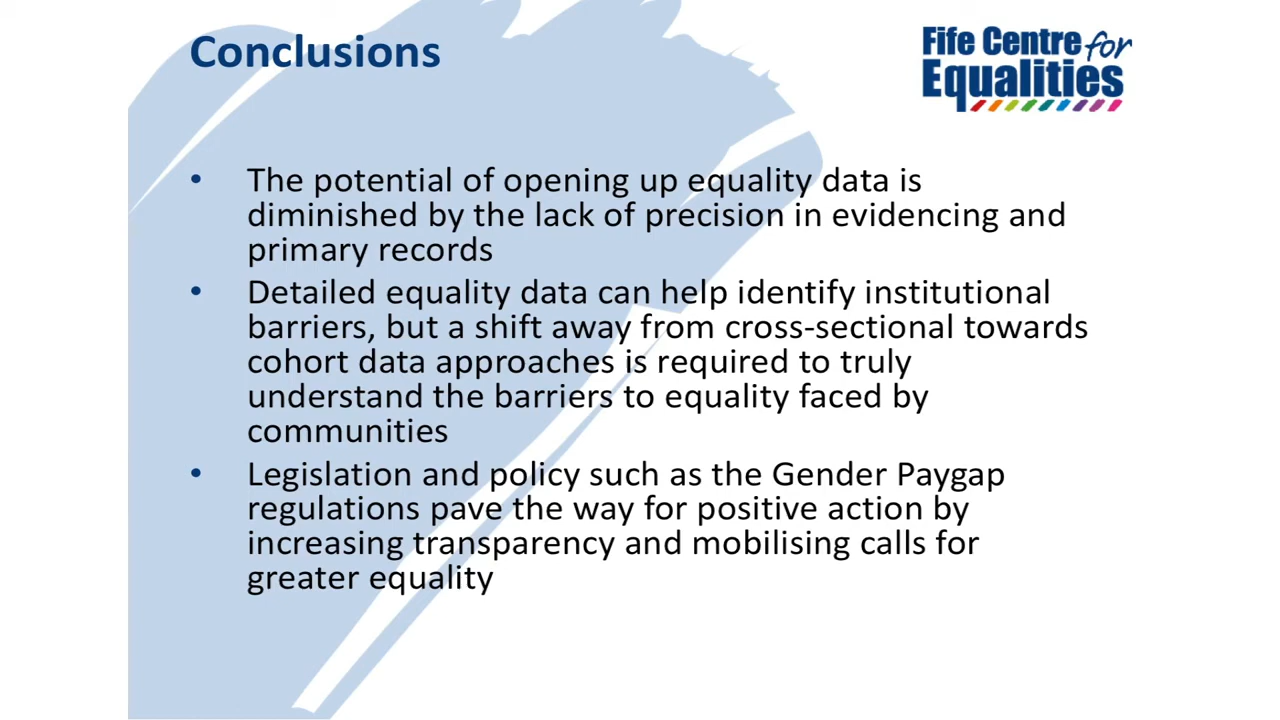 Conclusions
Fife Centre for
Equalities
• The potential of opening up equality data is
diminished by the lack of precision in evidencing and
primary records
• Detailed equality data can help identify institutional
barriers, but a shift away from cross-sectional towards
cohort data approaches is required to truly
understand the barriers to equality faced by
communities
• Legislation and policy such as the Gender Paygap
regulations pave the way for positive action by
increasing transparency and mobilising calls for
greater equality